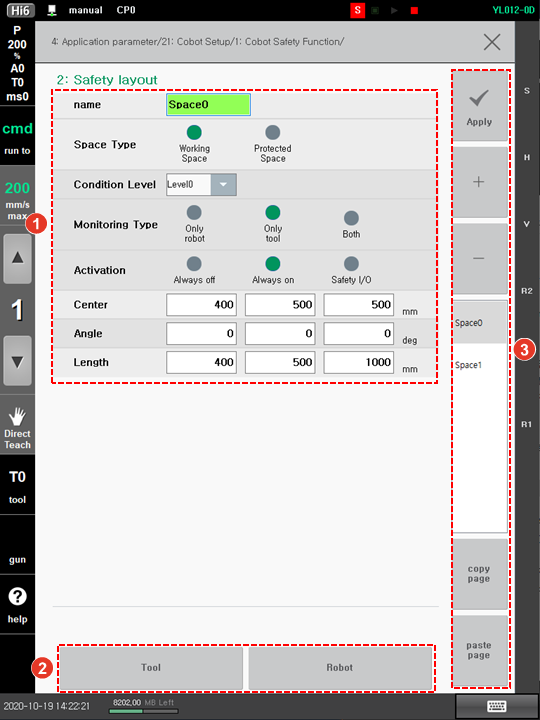 Hi6 manual CP0 S YL012-0D
P
200
%
A0
T0
ms0
cmd
run to
200
mm/s
max
1
Direct
Teach
T0
tool
gun
help
4: Application parameter/21: Cobot Setup/1: Cobot Safety Function/
2: Safety layout
1
name Space0
Space Type
Working
Space
Protected
Space
Condition Level Level0
Monitoring Type
Only
robot
Only
tool
Both
Activation
Always off Always on Safety I/O
Center 400 500 500 mm
Angle 0 0 0 deg
Length 400 500 1000 mm
2
Tool Robot
Apply
+
−
Space0
Space1
3
copy
page
paste
page
S
H
V
R2
R1
2020-10-19 14:22:21 8202,00 MB Left